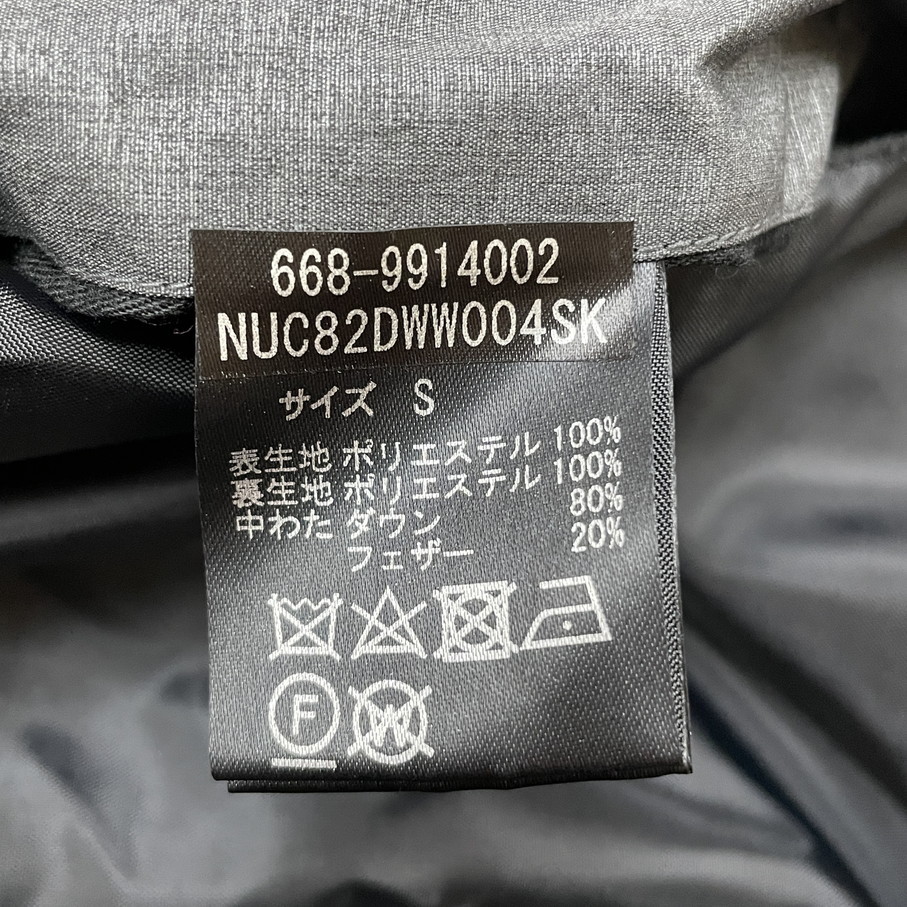 668-9914002
NUC82DWW004SK
サイズ S
表生地 ポリエステル 100%
裏生地 ポリエステル 100%
中わた ダウン 80%
フェザー 20%
F W